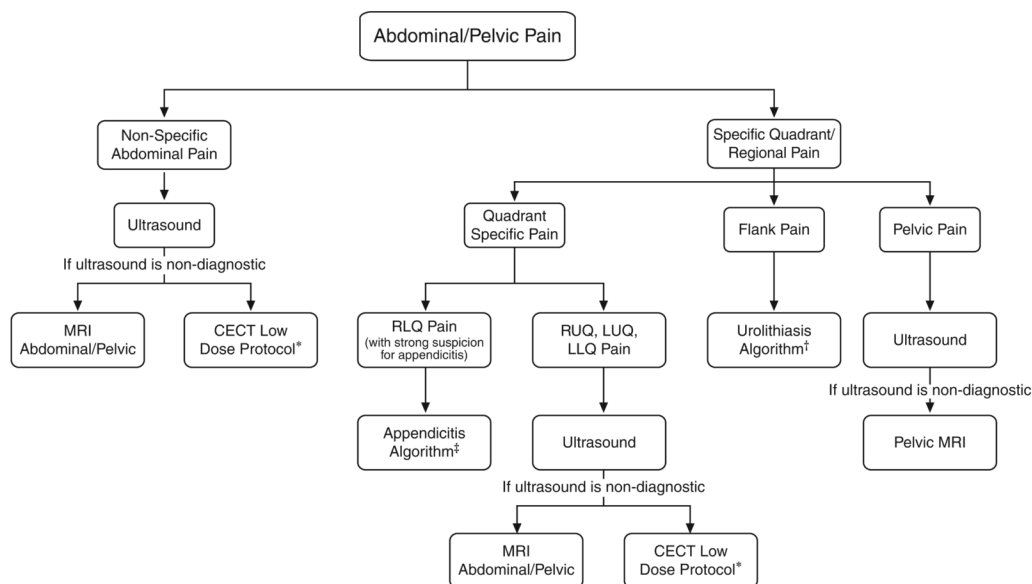 Abdominal/Pelvic Pain
Non-Specific
Abdominal Pain
Specific Quadrant/
Regional Pain
Ultrasound
Quadrant
Specific Pain
Flank Pain
Pelvic Pain
If ultrasound is non-diagnostic
MRI
Abdominal/Pelvic
CECT Low
Dose Protocol*
RLQ Pain
(with strong suspicion
for appendicitis)
RUQ, LUQ,
LLQ Pain
Urolithiasis
Algorithm†
Ultrasound
If ultrasound is non-diagnostic
Appendicitis
Algorithm‡
Ultrasound
Pelvic MRI
If ultrasound is non-diagnostic
MRI
Abdominal/Pelvic
CECT Low
Dose Protocol*